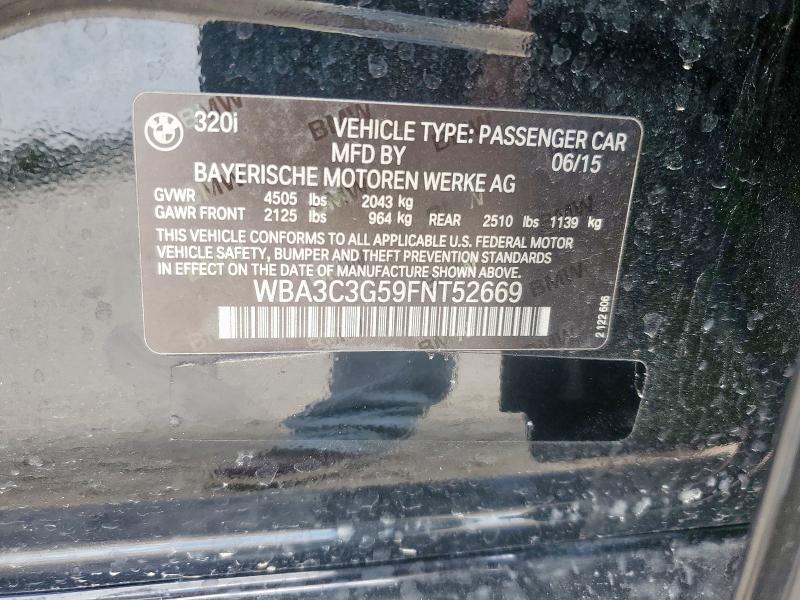 320i VEHICLE TYPE: PASSENGER CAR
MFD BY 06/15
BAYERISCHE MOTOREN WERKE AG
GVWR 4505 lbs 2043 kg
GAWR FRONT 2125 lbs 964 kg REAR 2510 lbs 1139 kg
THIS VEHICLE CONFORMS TO ALL APPLICABLE U.S. FEDERAL MOTOR
VEHICLE SAFETY, BUMPER AND THEFT PREVENTION STANDARDS
IN EFFECT ON THE DATE OF MANUFACTURE SHOWN ABOVE.
WBA3C3G59FNT52669
2 122 606